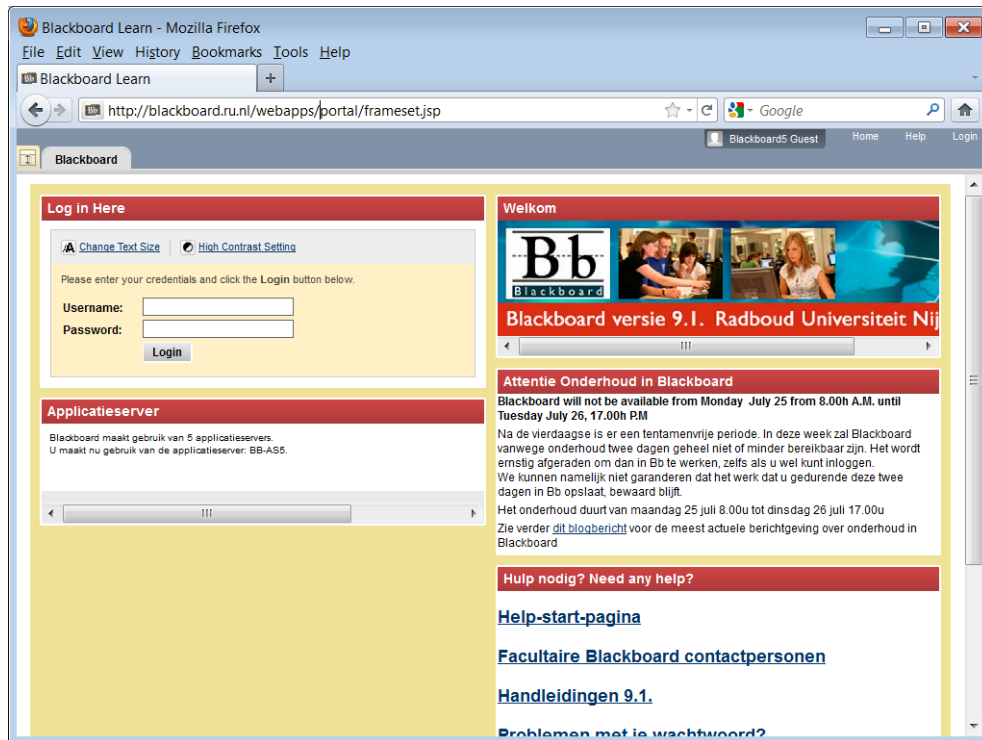 Blackboard Learn - Mozilla Firefox
File Edit View History Bookmarks Tools Help
Bb Blackboard Learn
Bb http://blackboard.ru.nl/webapps/portal/frameset.jsp
Google
Blackboard5 Guest Home Help Login
Blackboard
Log in Here
A Change Text Size High Contrast Setting
Please enter your credentials and click the Login button below.
Username:
Password:
Login
Applicatieserver
Blackboard maakt gebruik van 5 applicatieservers.
U maakt nu gebruik van de applicatieserver: BB-AS5.
Welkom
Bb
Blackboard
Blackboard versie 9.1. Radboud Universiteit Nij
Attentie Onderhoud in Blackboard
Blackboard will not be available from Monday July 25 from 8.00h A.M. until
Tuesday July 26, 17.00h P.M
Na de vierdaagse is er een tentamenvrije periode. In deze week zal Blackboard
vanwege onderhoud twee dagen geheel niet of minder bereikbaar zijn. Het wordt
ernstig afgeraden om dan in Bb te werken, zelfs als u wel kunt inloggen.
We kunnen namelijk niet garanderen dat het werk dat u gedurende deze twee
dagen in Bb opslaat, bewaard blijft.
Het onderhoud duurt van maandag 25 juli 8.00u tot dinsdag 26 juli 17.00u
Zie verder dit blogbericht voor de meest actuele berichtgeving over onderhoud in
Blackboard
Hulp nodig? Need any help?
Help-start-pagina
Facultaire Blackboard contactpersonen
Handleidingen 9.1.
Problemen met je wachtwoord?